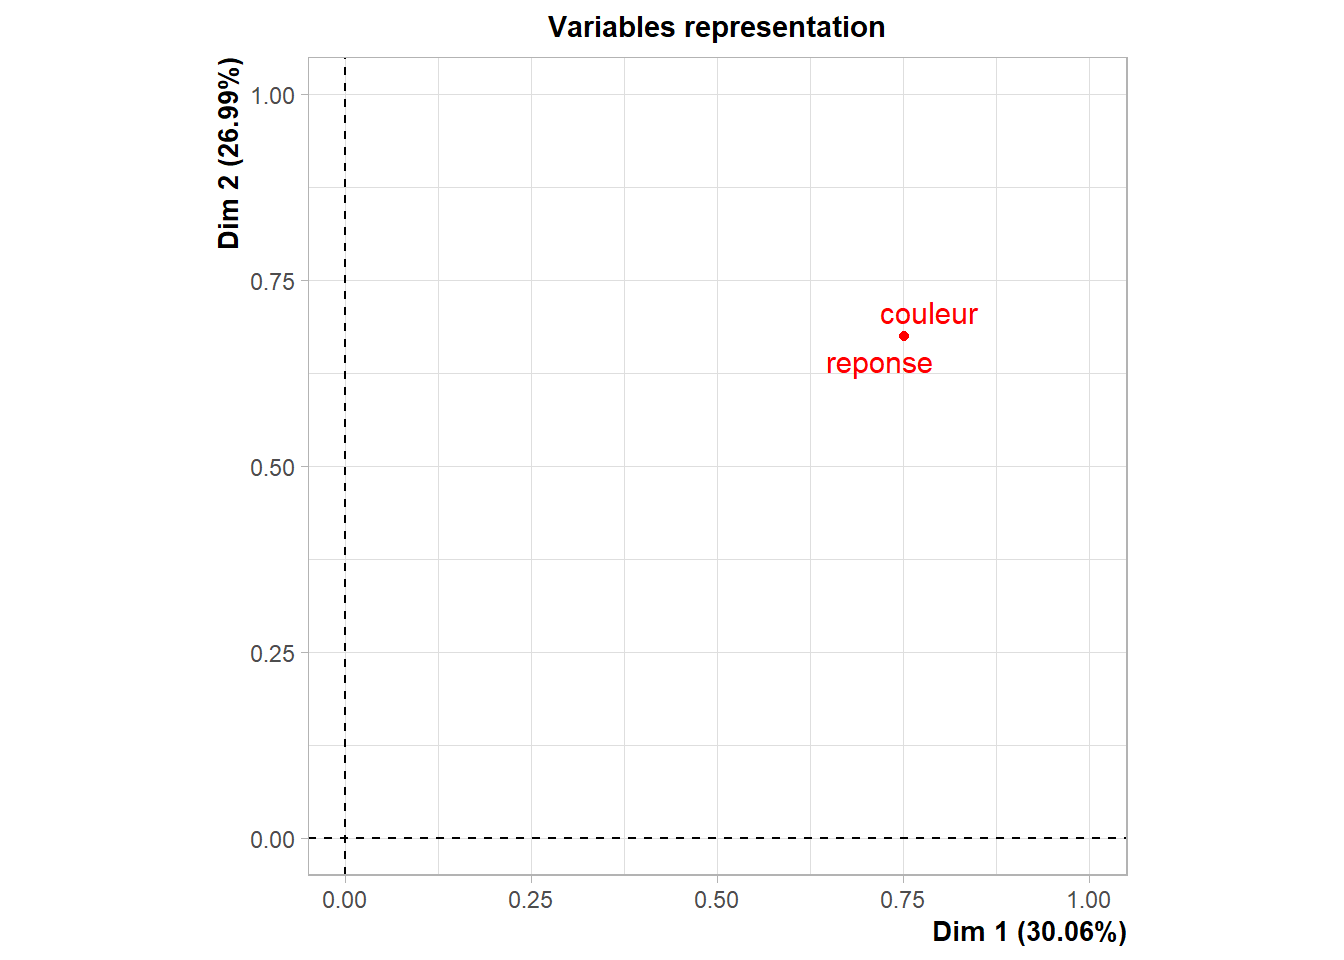 Variables representation
Dim 2 (26.99%)
1.00
0.75
0.50
0.25
0.00
couleur
reponse
0.00 0.25 0.50 0.75 1.00
Dim 1 (30.06%)